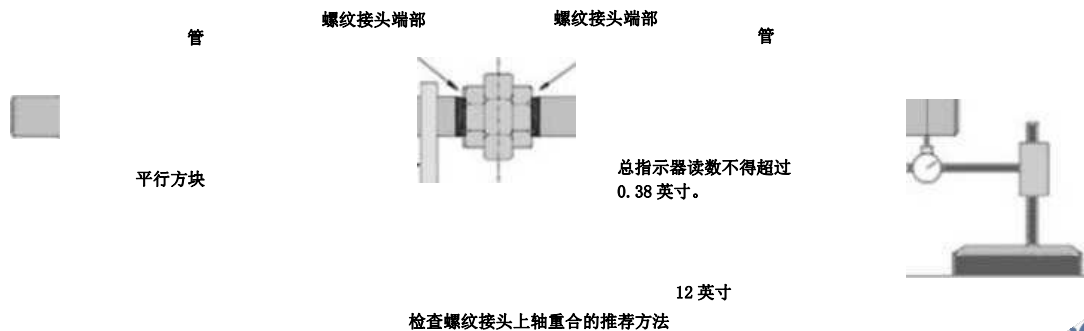 螺纹接头端部
螺纹接头端部
管
管
平行方块
总指示器读数不得超过
0.38 英寸。
12 英寸
检查螺纹接头上轴重合的推荐方法